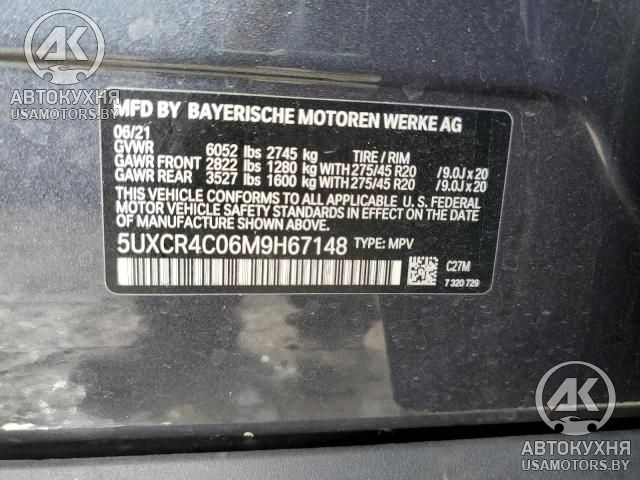 AK
АВТОКУХНЯ
USAMOTORS.BY
MFD BY BAYERISCHE MOTOREN WERKE AG
06/21
GVWR 6052 lbs 2745 kg TIRE / RIM
GAWR FRONT 2822 lbs 1280 kg WITH 275/45 R20 /9.0J x 20
GAWR REAR 3527 lbs 1600 kg WITH 275/45 R20 /9.0J x 20
THIS VEHICLE CONFORMS TO ALL APPLICABLE U. S. FEDERAL
MOTOR VEHICLE SAFETY STANDARDS IN EFFECT ON THE DATE OF
MANUFACTURE SHOWN ABOVE.
5UXCR4C06M9H67148 TYPE: MPV
C27M
7 320 729
AK
АВТОКУХНЯ
USAMOTORS.BY